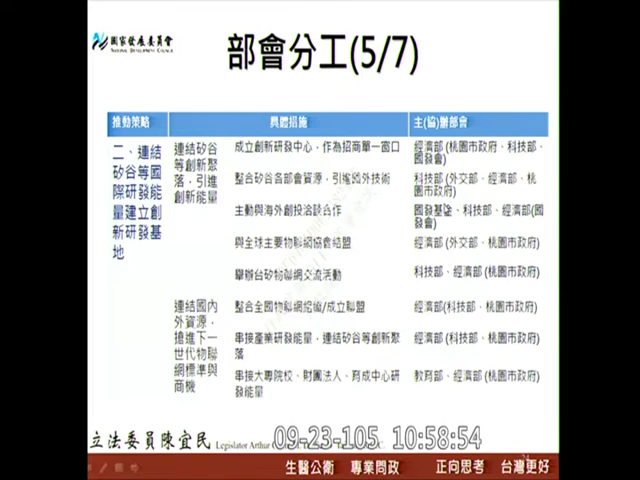 國家發展委員會
NATIONAL DEVELOPMENT COUNCIL
部會分工(5/7)
推動策略
具體措施
主(協)辦部會
二、連結
矽谷等國
際研發能
量建立創
新研發基
地
連結矽谷
等創新聚
落，引進
創新能量
成立創新研發中心，作為招商單一窗口
經濟部 (桃園市政府、科技部、
國發會)
整合矽谷各部會資源，引進國外技術
科技部 (外交部、經濟部、桃
園市政府)
主動與海外創投洽談合作
國發基金、科技部、經濟部(國
發會)
與全球主要物聯網協會結盟
經濟部 (外交部、桃園市政府)
舉辦台矽物聯網交流活動
科技部、經濟部 (桃園市政府)
連結國內
外資源，
搶進下一
世代物聯
網標準與
商機
整合全國物聯網組織/成立聯盟
經濟部(科技部、桃園市政府)
串接產業研發能量，連結矽谷等創新聚
落
經濟部 (科技部、桃園市政府)
串接大專院校、財團法人、育成中心研
發能量
教育部、經濟部 (桃園市政府)
立法委員陳宜民
Legislator Arthur
09-23-105 10:58:54
生醫公衛 專業問政 正向思考 台灣更好